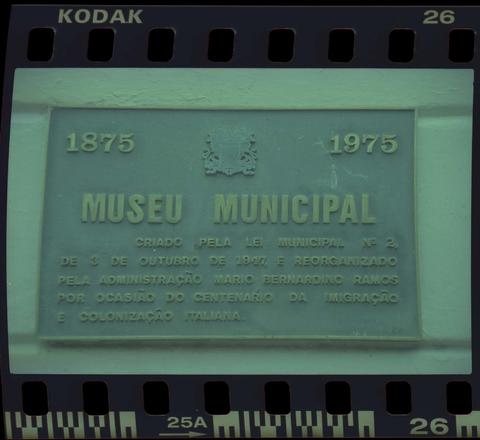 KODAK 26
1875 1975
MUSEU MUNICIPAL
CRIADO PELA LEI MUNICIPAL Nº 2,
DE 3 DE OUTUBRO DE 1947, E REORGANIZADO
PELA ADMINISTRAÇÃO MARIO BERNARDINO RAMOS
POR OCASIÃO DO CENTENARIO DA IMIGRAÇÃO
E COLONIZAÇÃO ITALIANA.
25A 26